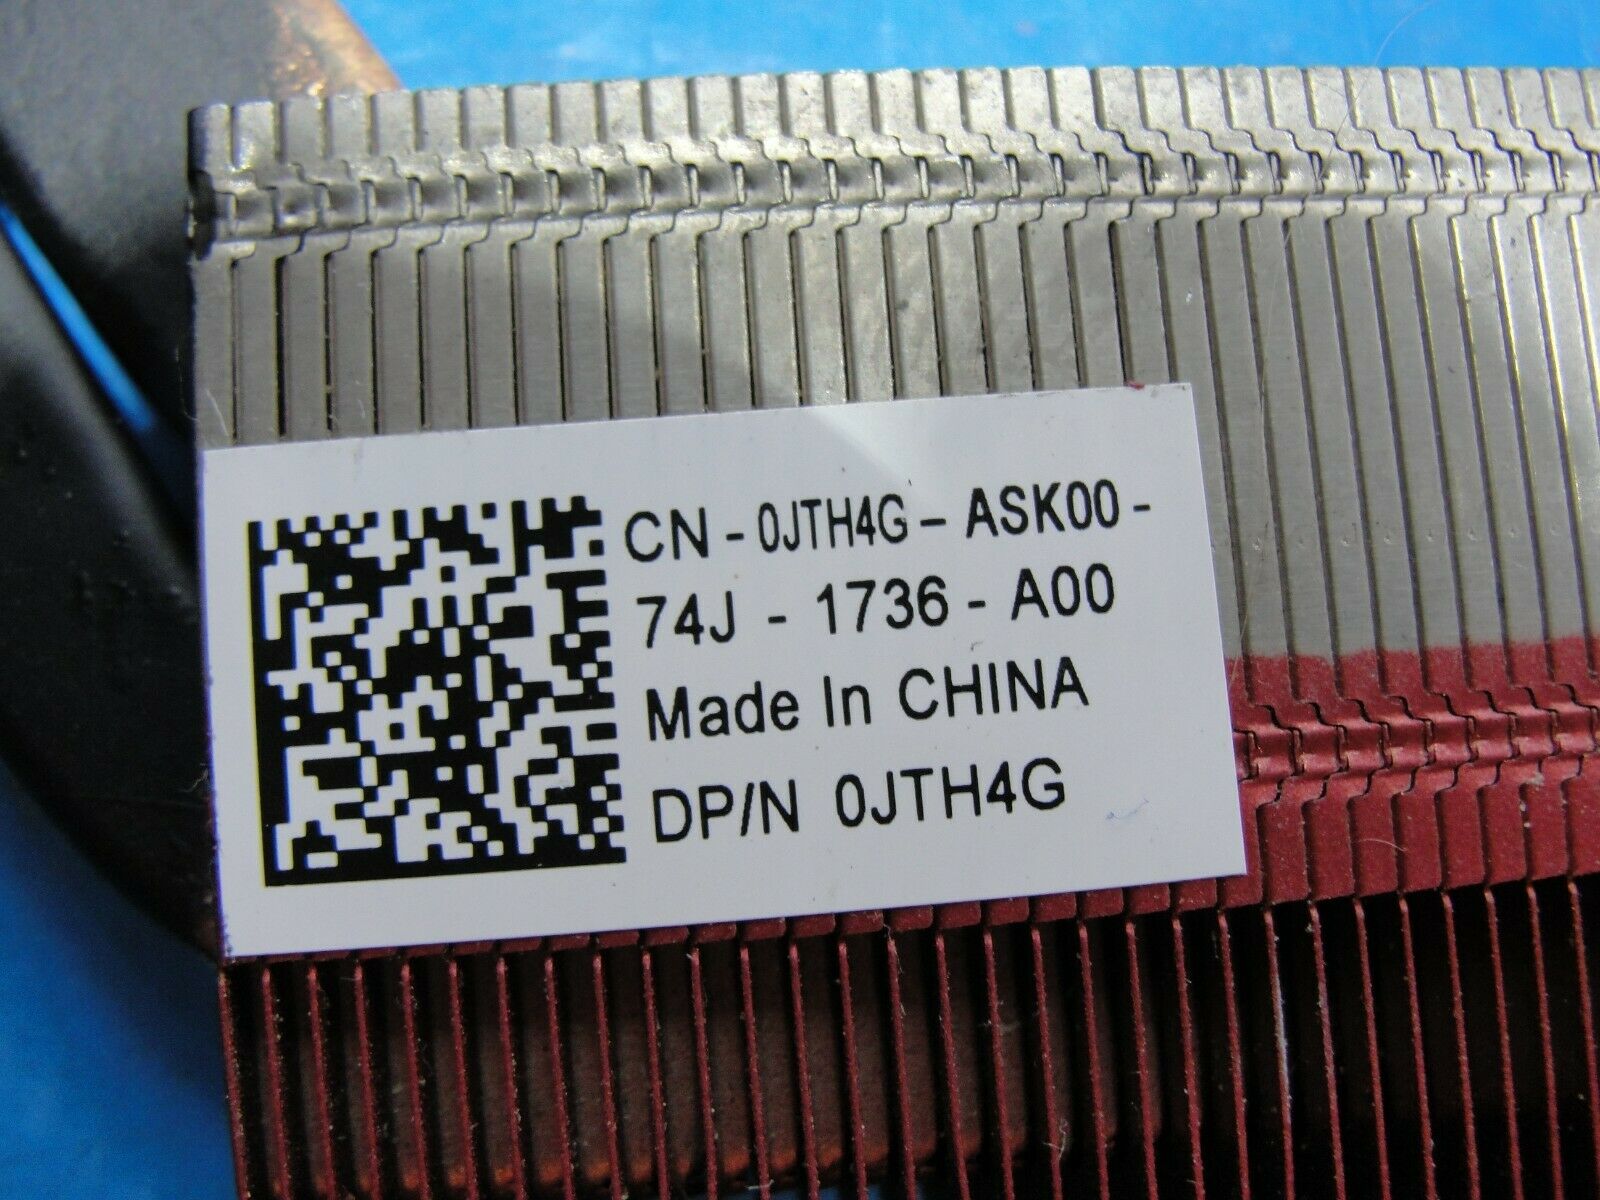 CN - 0JTH4G - ASK00 -
74J - 1736 - A00
Made In CHINA
DP/N 0JTH4G